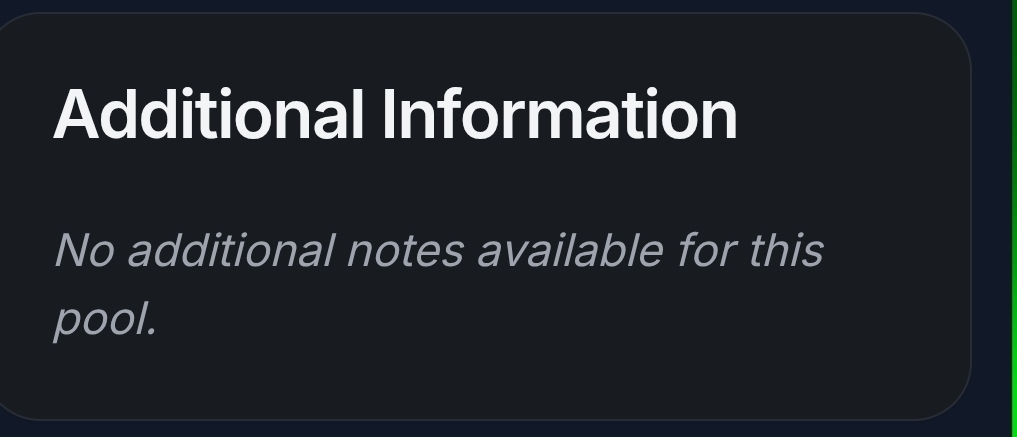 Additional Information
No additional notes available for this
pool.